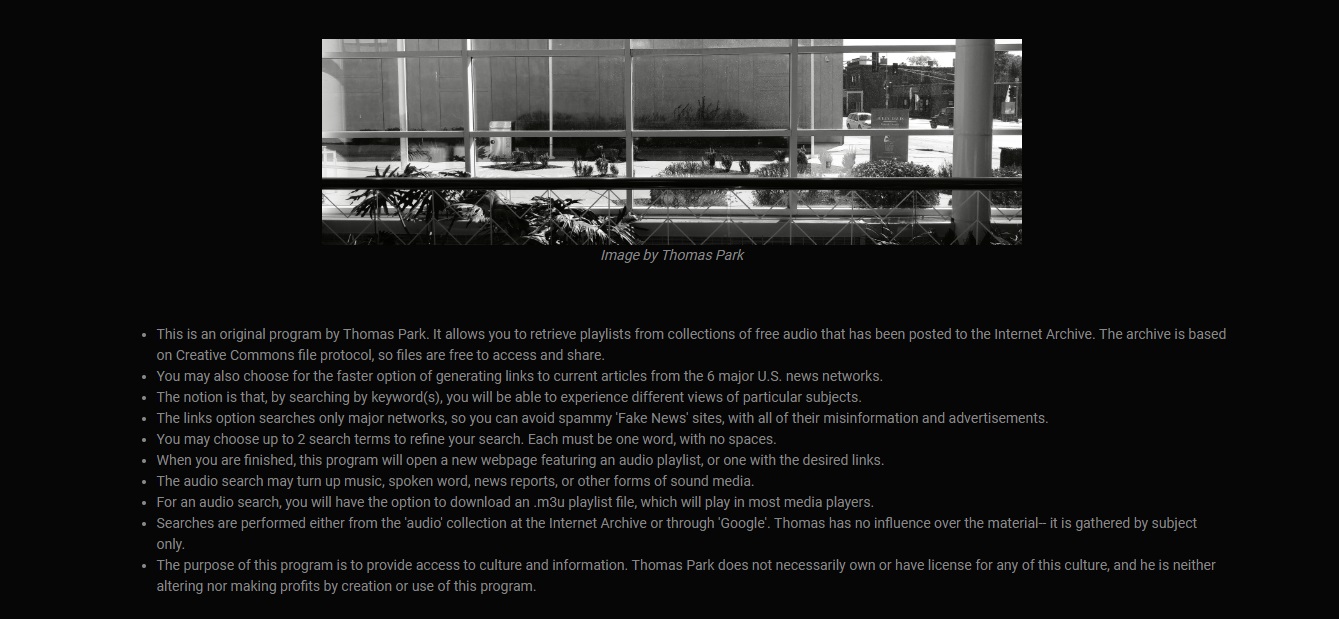 Image by Thomas Park
This is an original program by Thomas Park. It allows you to retrieve playlists from collections of free audio that has been posted to the Internet Archive. The archive is based
on Creative Commons file protocol, so files are free to access and share.
You may also choose for the faster option of generating links to current articles from the 6 major U.S. news networks.
The notion is that, by searching by keyword(s), you will be able to experience different views of particular subjects.
The links option searches only major networks, so you can avoid spammy 'Fake News' sites, with all of their misinformation and advertisements.
You may choose up to 2 search terms to refine your search. Each must be one word, with no spaces.
When you are finished, this program will open a new webpage featuring an audio playlist, or one with the desired links.
The audio search may turn up music, spoken word, news reports, or other forms of sound media.
For an audio search, you will have the option to download an .m3u playlist file, which will play in most media players.
Searches are performed either from the 'audio' collection at the Internet Archive or through 'Google'. Thomas has no influence over the material-- it is gathered by subject
only.
The purpose of this program is to provide access to culture and information. Thomas Park does not necessarily own or have license for any of this culture, and he is neither
altering nor making profits by creation or use of this program.